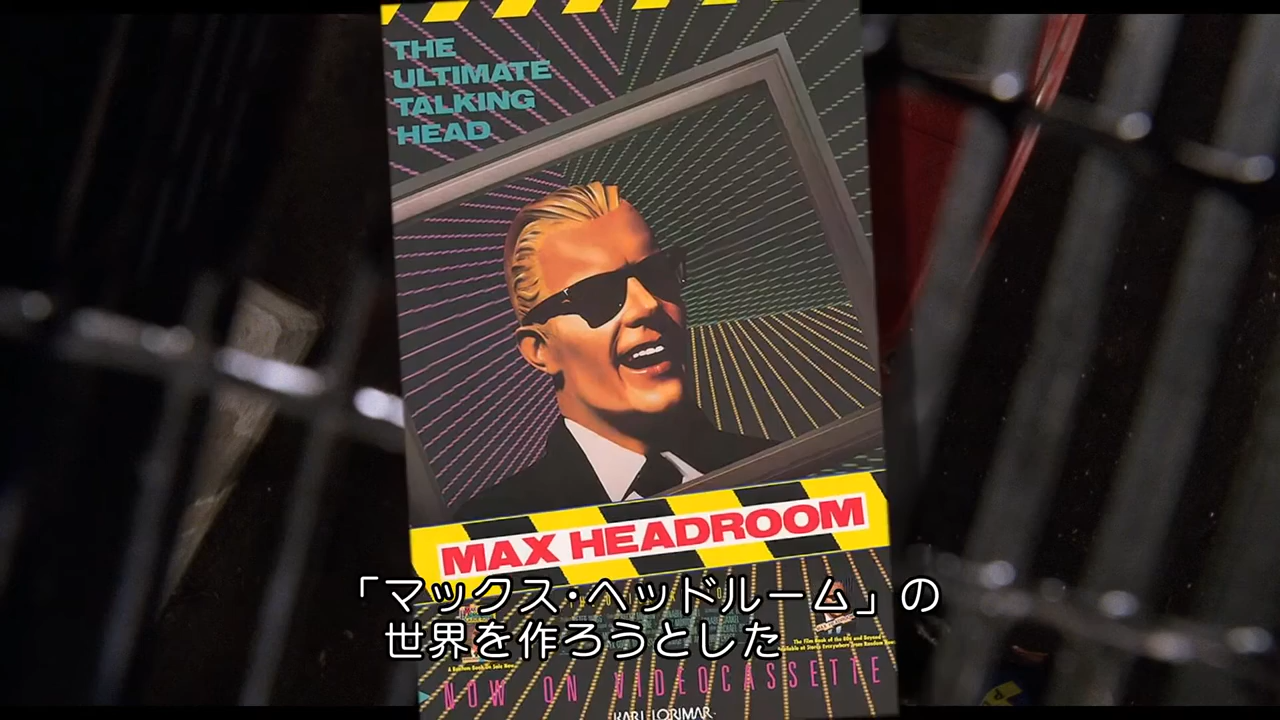 THE
ULTIMATE
TALKING
HEAD
MAX HEADROOM
「マックス・ヘッドルーム」の
世界を作ろうとした
NOW ON VIDEOCASSETTE
KARL-LORIMAR